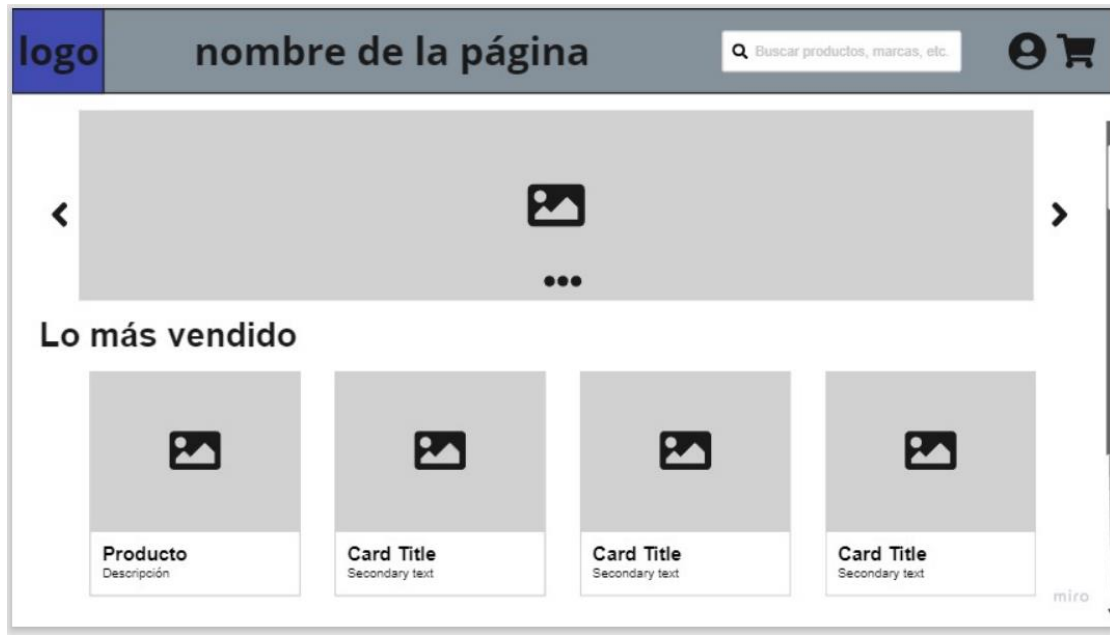 logo
nombre de la página
Buscar productos, marcas, etc.
Lo más vendido
Producto
Descripción
Card Title
Secondary text
Card Title
Secondary text
Card Title
Secondary text
miro